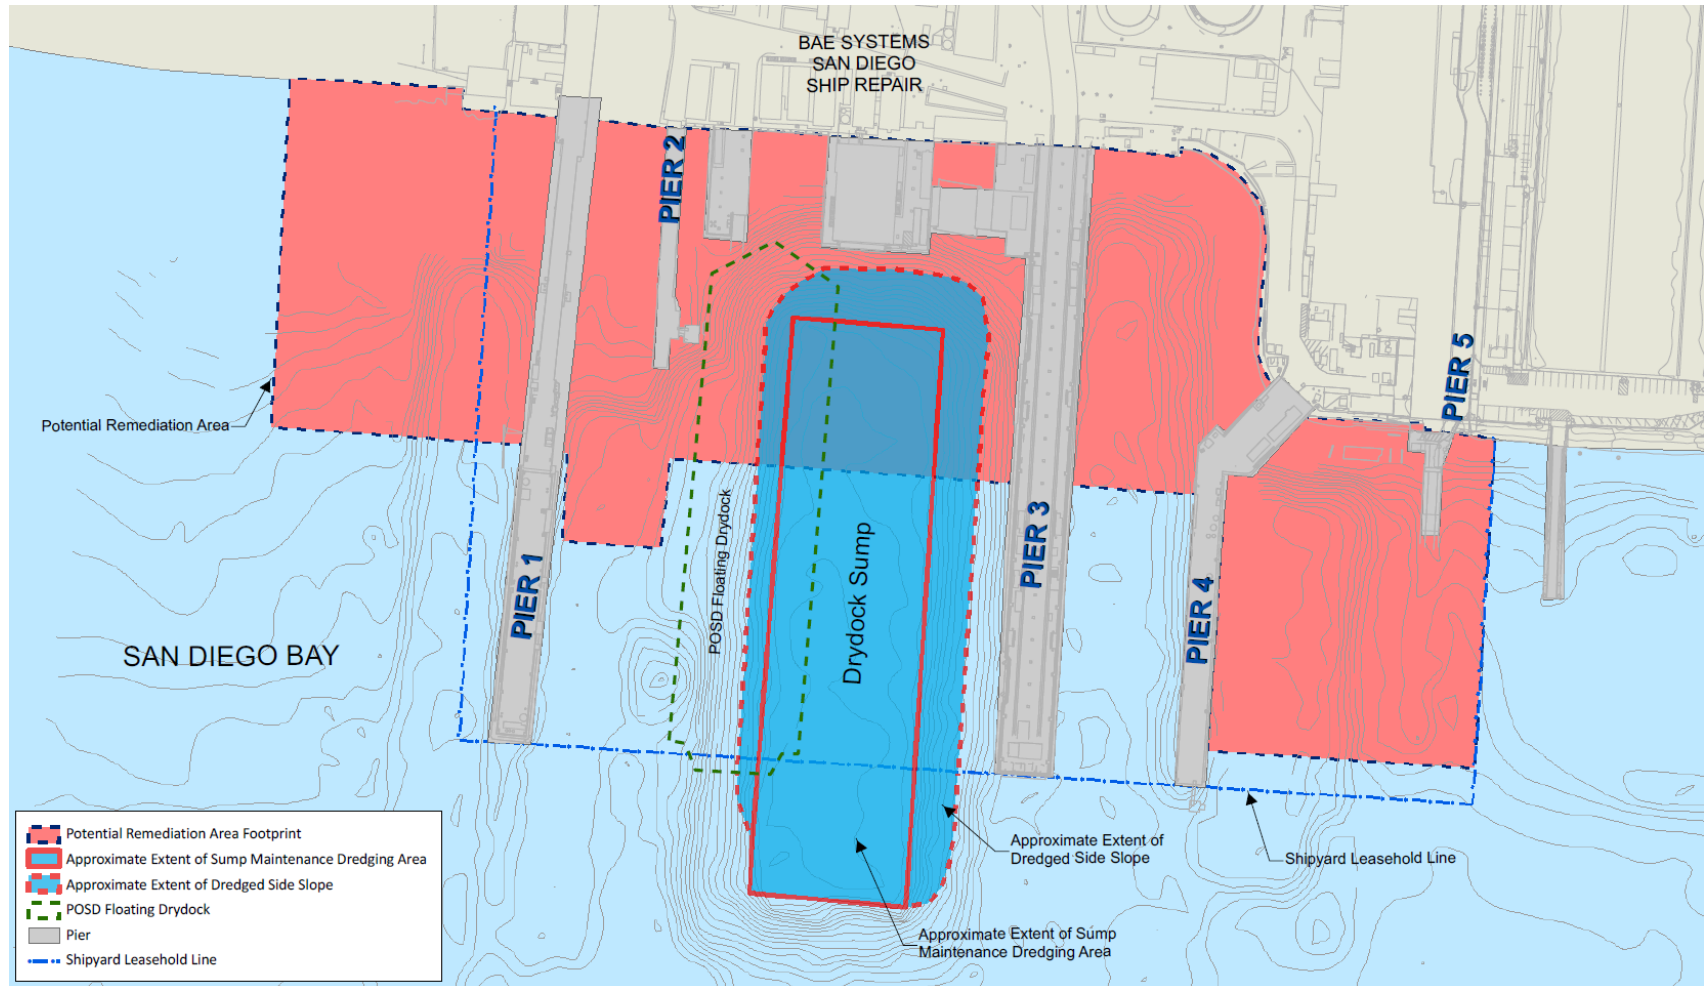 BAE SYSTEMS
SAN DIEGO
SHIP REPAIR
PIER 2
PIER 5
Potential Remediation Area
POSD Floating Drydock
Drydock Sump
PIER 3
PIER 1
PIER 4
SAN DIEGO BAY
Approximate Extent of
Dredged Side Slope
Shipyard Leasehold Line
Approximate Extent of Sump
Maintenance Dredging Area
Potential Remediation Area Footprint
Approximate Extent of Sump Maintenance Dredging Area
Approximate Extent of Dredged Side Slope
POSD Floating Drydock
Pier
Shipyard Leasehold Line